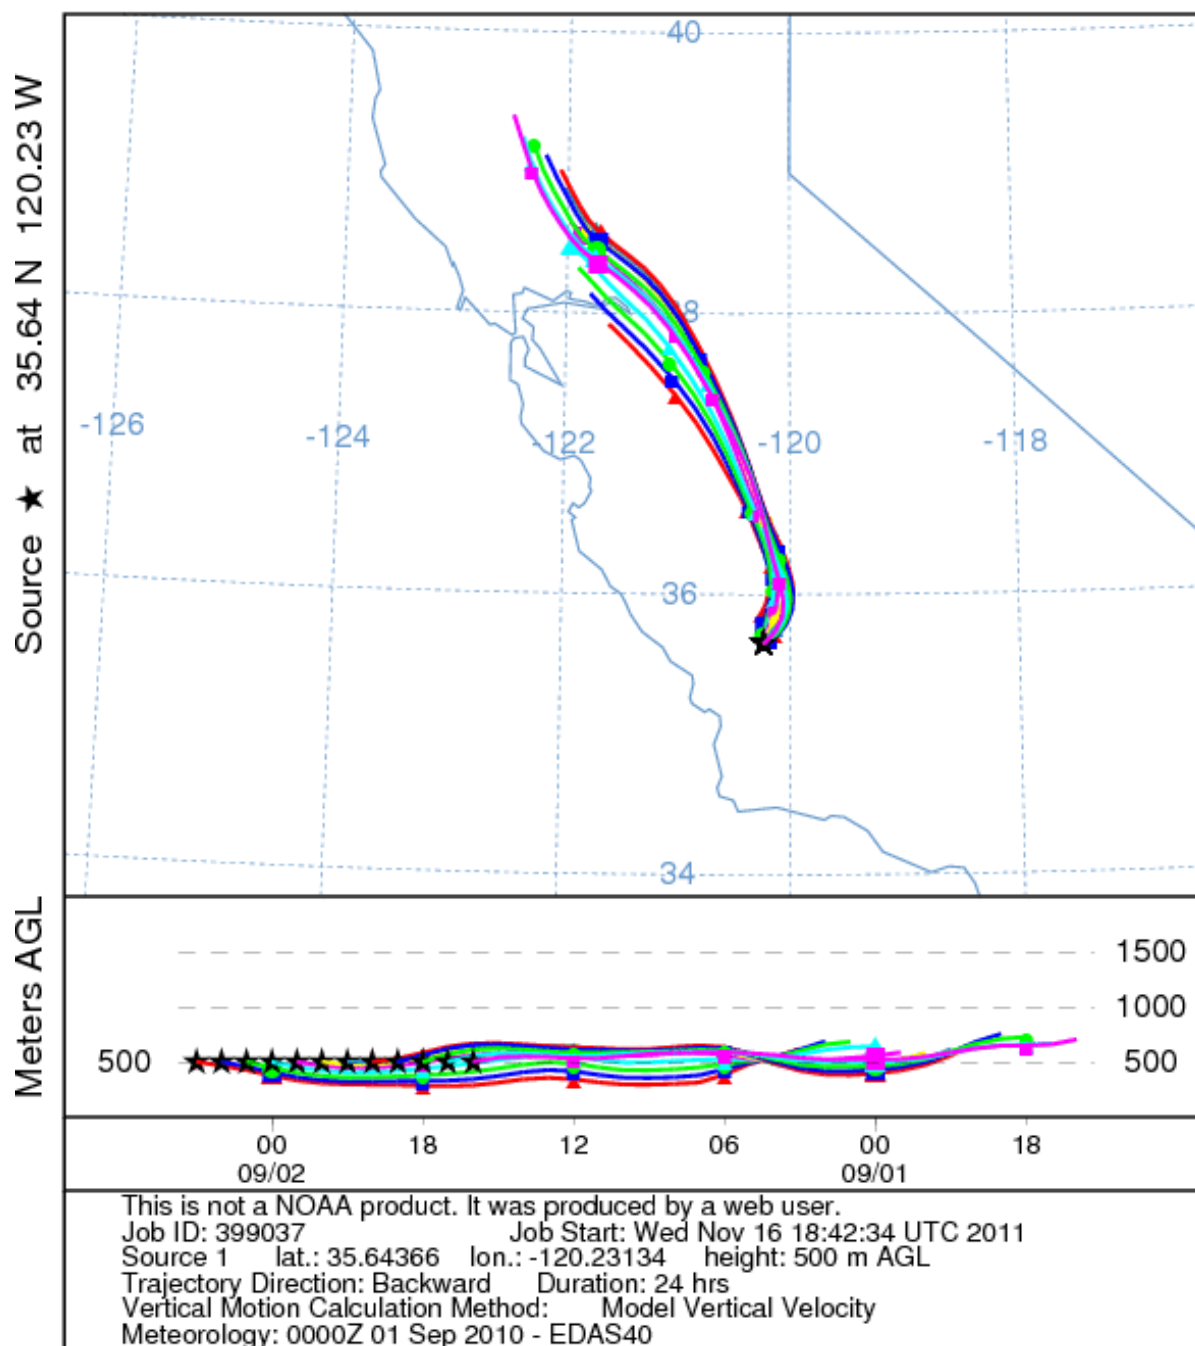 Source ★ at 35.64 N 120.23 W
40
38
-126
-124
-122
-120
-118
36
34
Meters AGL
1500
1000
500
500
00 18 12 06 00 18
09/02 09/01
This is not a NOAA product. It was produced by a web user.
Job ID: 399037 Job Start: Wed Nov 16 18:42:34 UTC 2011
Source 1 lat.: 35.64366 lon.: -120.23134 height: 500 m AGL
Trajectory Direction: Backward Duration: 24 hrs
Vertical Motion Calculation Method: Model Vertical Velocity
Meteorology: 0000Z 01 Sep 2010 - EDAS40